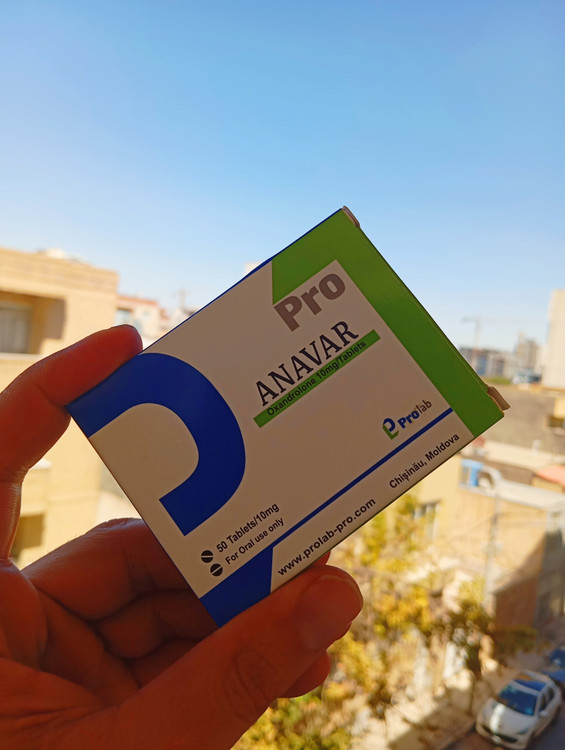 Pro
ANAVAR
Oxandrolone 10mg/Tablets
Prolab
50 Tablets/10mg
For Oral use only
www.prolab-pro.com
Chişinău, Moldova